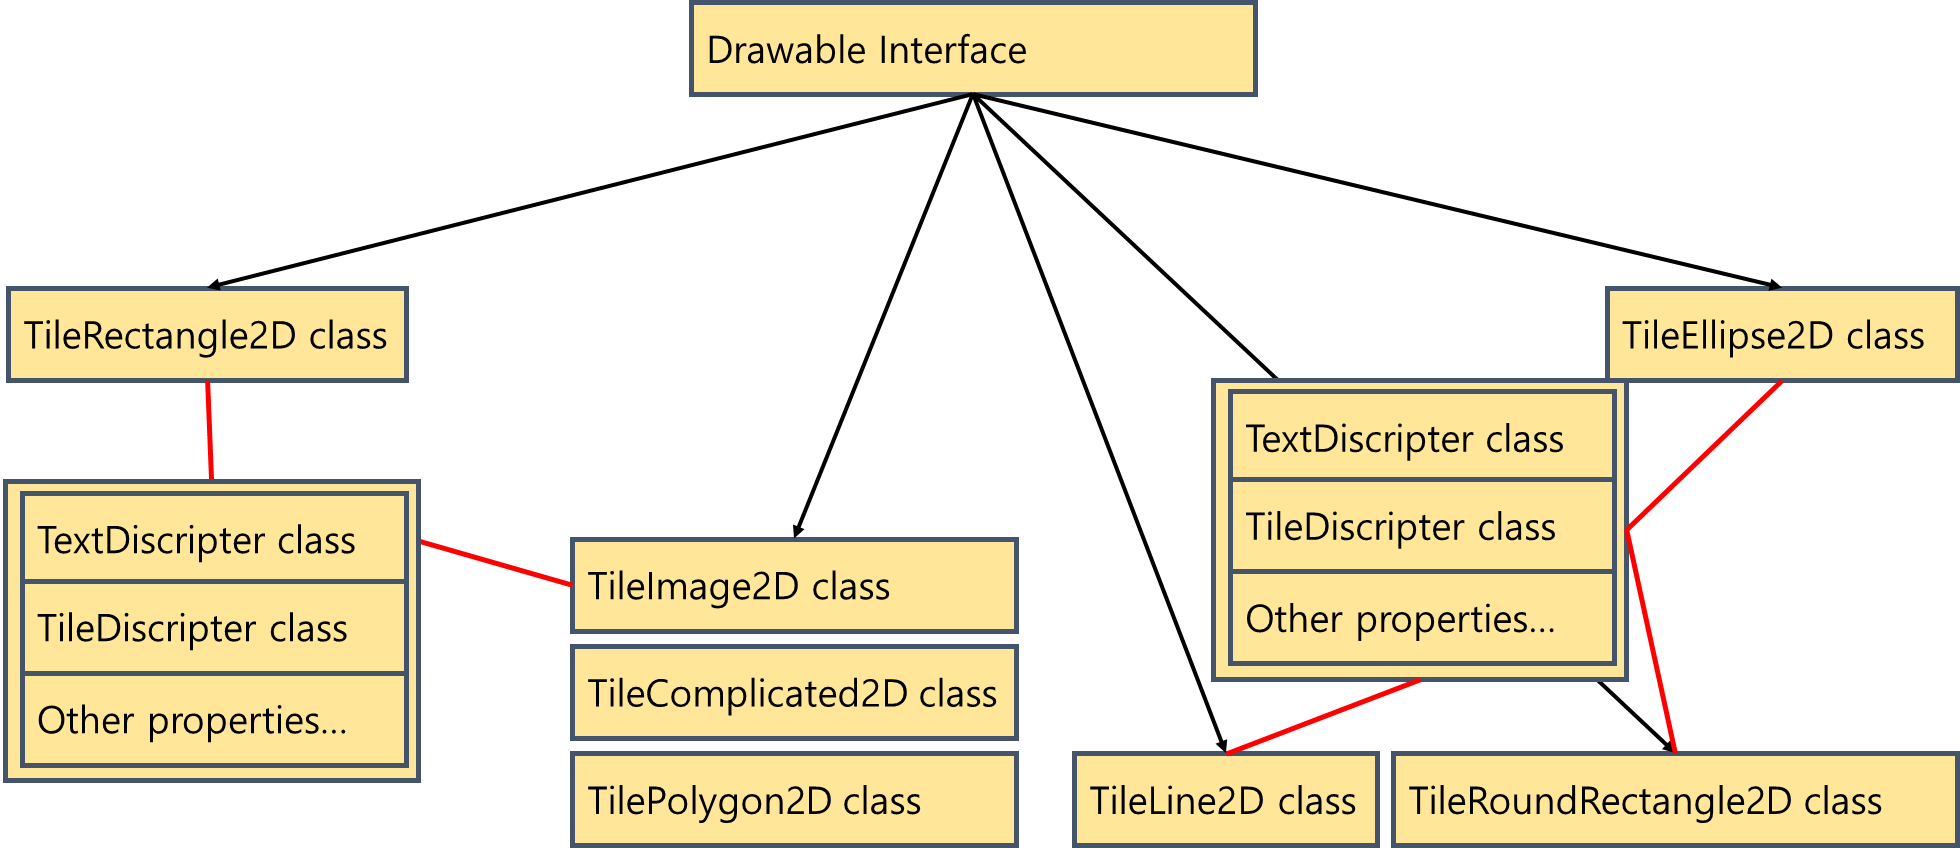 Drawable Interface
TileRectangle2D class
TileEllipse2D class
TextDiscripter class
TileDiscripter class
Other properties...
TextDiscripter class
TileDiscripter class
Other properties...
TileImage2D class
TileComplicated2D class
TilePolygon2D class
TileLine2D class
TileRoundRectangle2D class